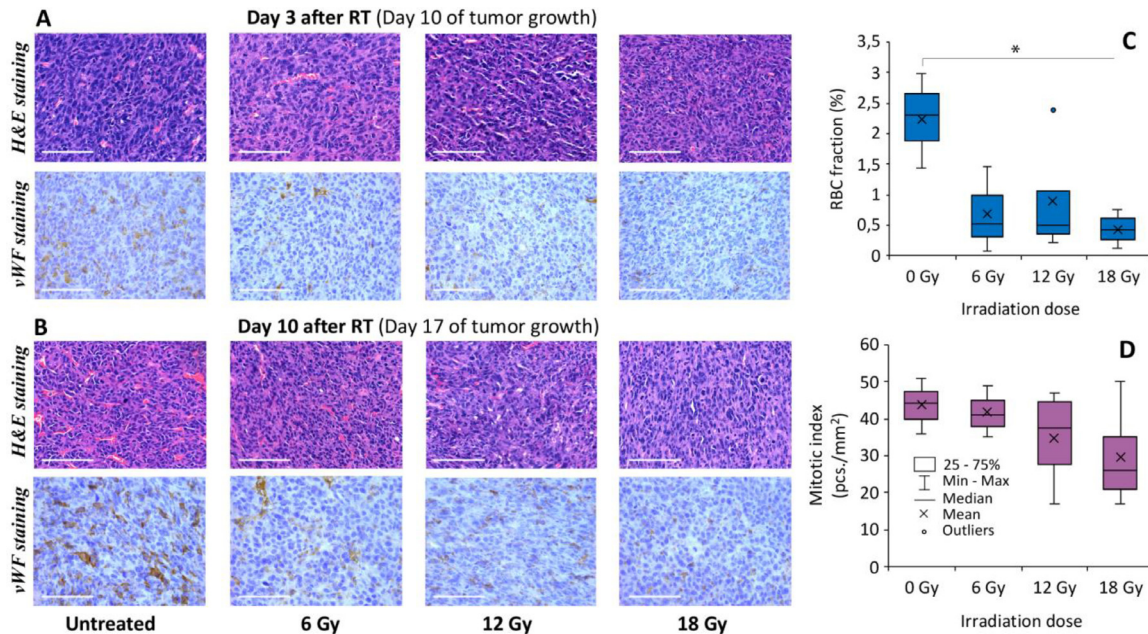 A
Day 3 after RT (Day 10 of tumor growth)
H&E staining
vWF staining
B
Day 10 after RT (Day 17 of tumor growth)
H&E staining
vWF staining
Untreated
6 Gy
12 Gy
18 Gy
C
*
RBC fraction (%)
3,5
3
2,5
2
1,5
1
0,5
0
0 Gy
6 Gy
12 Gy
18 Gy
Irradiation dose
D
Mitotic index
(pcs./mm²)
60
50
40
30
20
10
0
25 - 75%
Min - Max
Median
Mean
Outliers
0 Gy
6 Gy
12 Gy
18 Gy
Irradiation dose